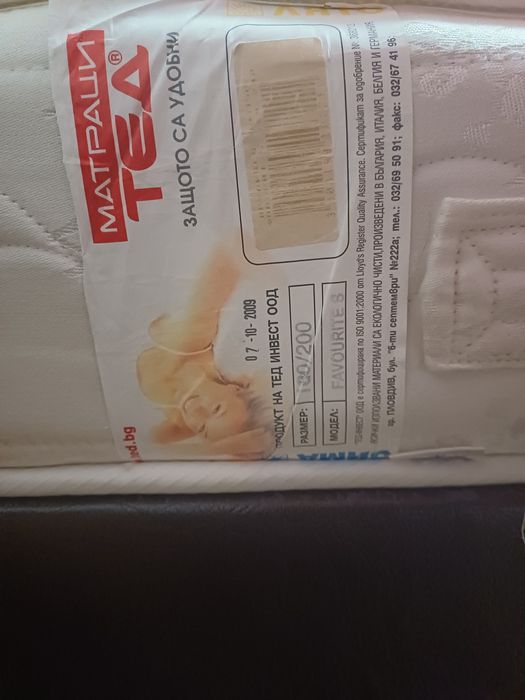 МАТРАЦИ
ТЕД®
ЗАЩОТО СА УДОБНИ
07 -10- 2009
ПРОДУКТ НА ТЕД ИНВЕСТ ООД
РАЗМЕР: 180/200
МОДЕЛ: FAVOURITE 3
"ТЕД-ИНВЕСТ" ООД е сертифицирана по ISO 9001:2000 от Lloyd's Register Quality Assurance. Сертификат за одобрение №
ВСИЧКИ ИЗПОЛЗВАНИ МАТЕРИАЛИ СА ЕКОЛОГИЧНО ЧИСТИ, ПРОИЗВЕДЕНИ В БЪЛГАРИЯ, ИТАЛИЯ, БЕЛГИЯ И ГЕРМАНИЯ
гр. ПЛОВДИВ, бул. "6-ти септември" №222а; тел.: 032/69 50 91; факс: 032/67 41 96
ted.bg